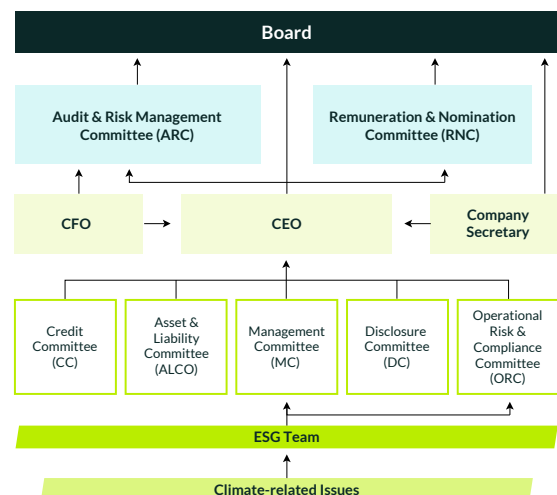 Board
Audit & Risk Management
Committee (ARC)
Remuneration & Nomination
Committee (RNC)
CFO
CEO
Company
Secretary
Credit
Committee
(CC)
Asset &
Liability
Committee
(ALCO)
Management
Committee
(MC)
Disclosure
Committee
(DC)
Operational
Risk &
Compliance
Committee
(ORC)
ESG Team
Climate-related Issues